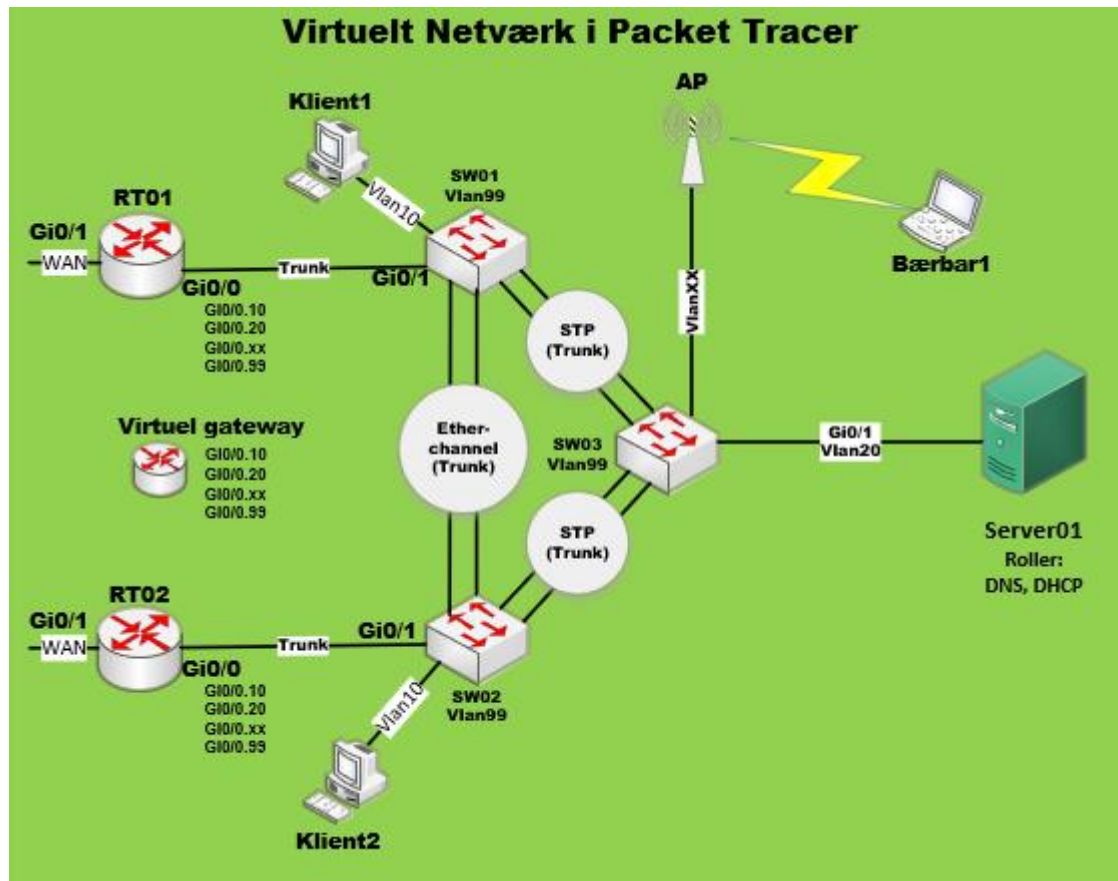 Virtuelt Netværk i Packet Tracer
AP
Klient1
SW01
Vlan99
Vlan10
RT01
Gi0/1
WAN
Trunk
Gi0/1
Gi0/0
GI0/0.10
GI0/0.20
GI0/0.xx
GI0/0.99
Bærbar1
VlanXX
STP
(Trunk)
Virtuel gateway
GI0/0.10
GI0/0.20
GI0/0.xx
GI0/0.99
Ether-
channel
(Trunk)
SW03
Vlan99
Gi0/1
Vlan20
STP
(Trunk)
Server01
Roller:
DNS, DHCP
RT02
Gi0/1
WAN
Trunk
Gi0/1
Gi0/0
GI0/0.10
GI0/0.20
GI0/0.xx
GI0/0.99
SW02
Vlan99
Vlan10
Klient2